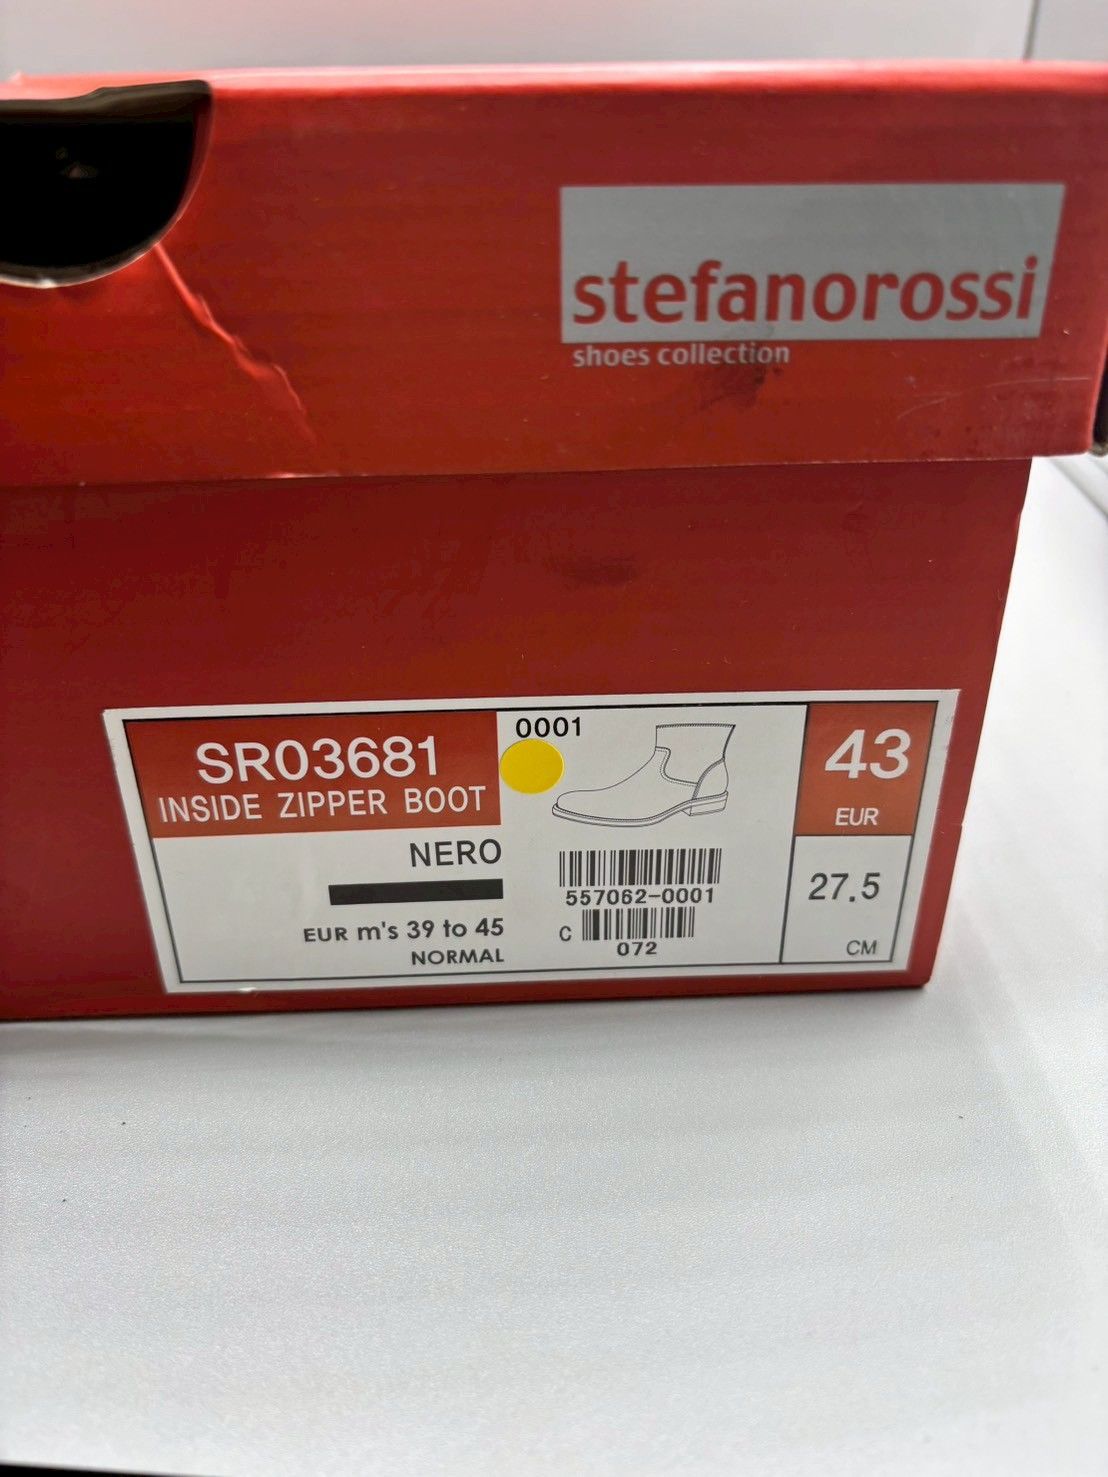 stefanorossi
shoes collection
SR03681
INSIDE ZIPPER BOOT
NERO
EUR m's 39 to 45
NORMAL
0001
557062-0001
C
072
43
EUR
27.5
CM